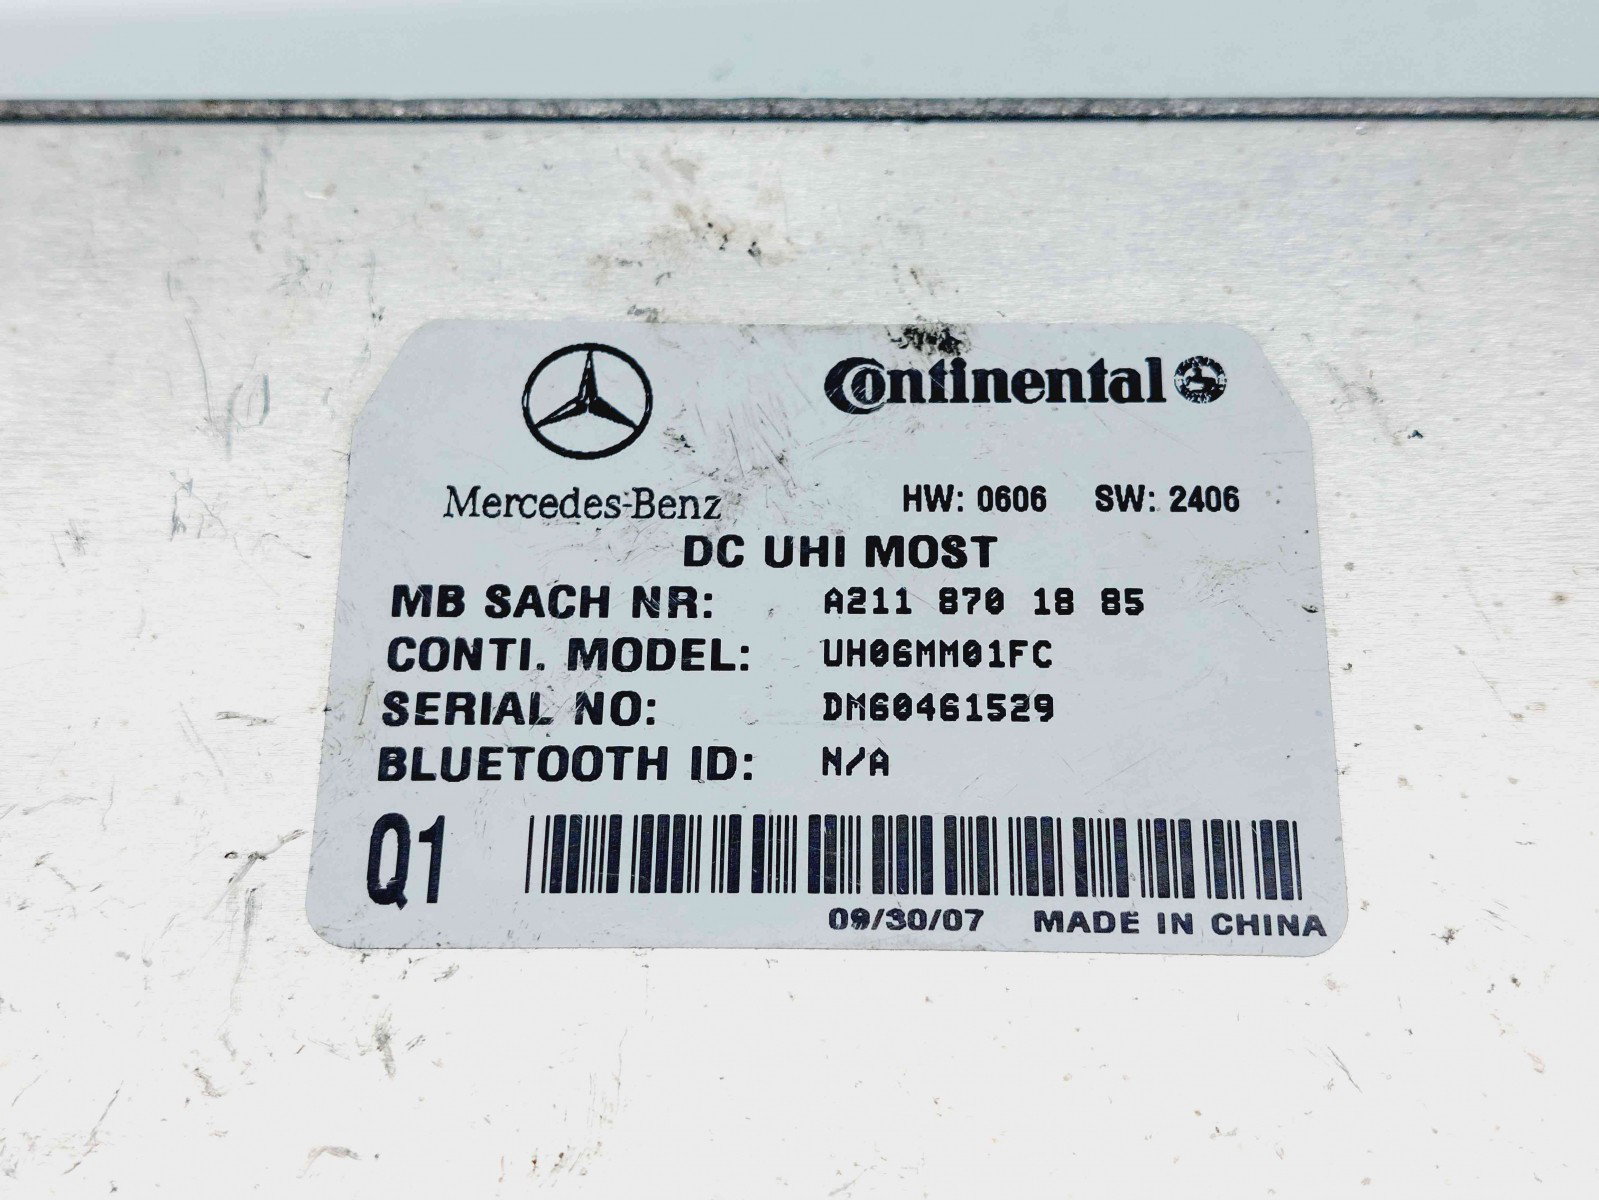 Continental
Mercedes-Benz
HW: 0606 SW: 2406
DC UHI MOST
MB SACH NR: A211 870 18 85
CONTI. MODEL: UH06MM01FC
SERIAL NO: DM60461529
BLUETOOTH ID: N/A
Q1
09/30/07 MADE IN CHINA